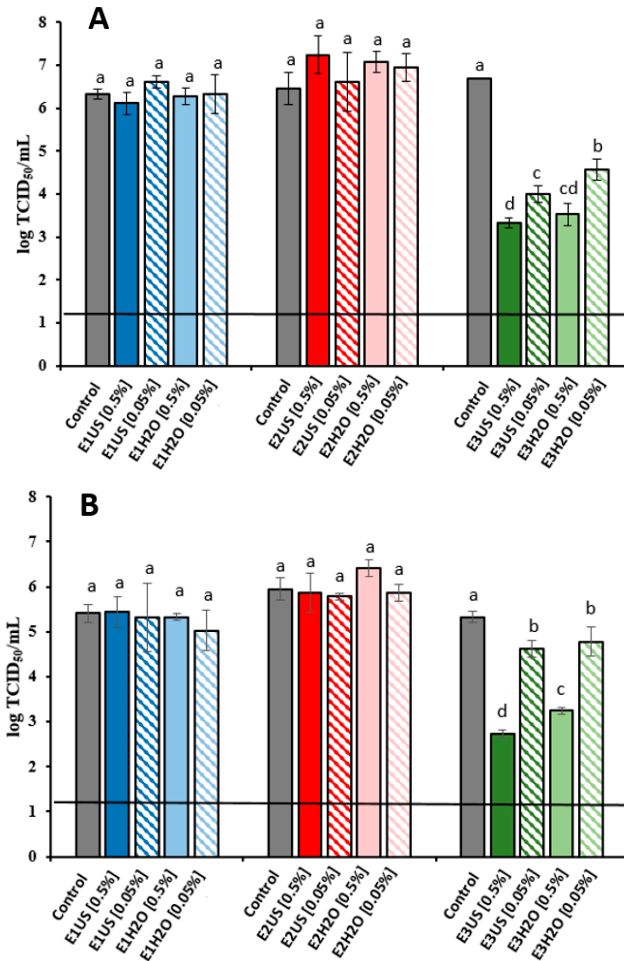 A
log TCID50/mL
8
7
6
5
4
3
2
1
0
a a a a a
a a a a a
a d c cd b
Control
E1US [0.5%]
E1US [0.05%]
E1H2O [0.5%]
E1H2O [0.05%]
Control
E2US [0.5%]
E2US [0.05%]
E2H2O [0.5%]
E2H2O [0.05%]
Control
E3US [0.5%]
E3US [0.05%]
E3H2O [0.5%]
E3H2O [0.05%]
B
log TCID50/mL
8
7
6
5
4
3
2
1
0
a a a a a
a a a a a
a d b c b
Control
E1US [0.5%]
E1US [0.05%]
E1H2O [0.5%]
E1H2O [0.05%]
Control
E2US [0.5%]
E2US [0.05%]
E2H2O [0.5%]
E2H2O [0.05%]
Control
E3US [0.5%]
E3US [0.05%]
E3H2O [0.5%]
E3H2O [0.05%]